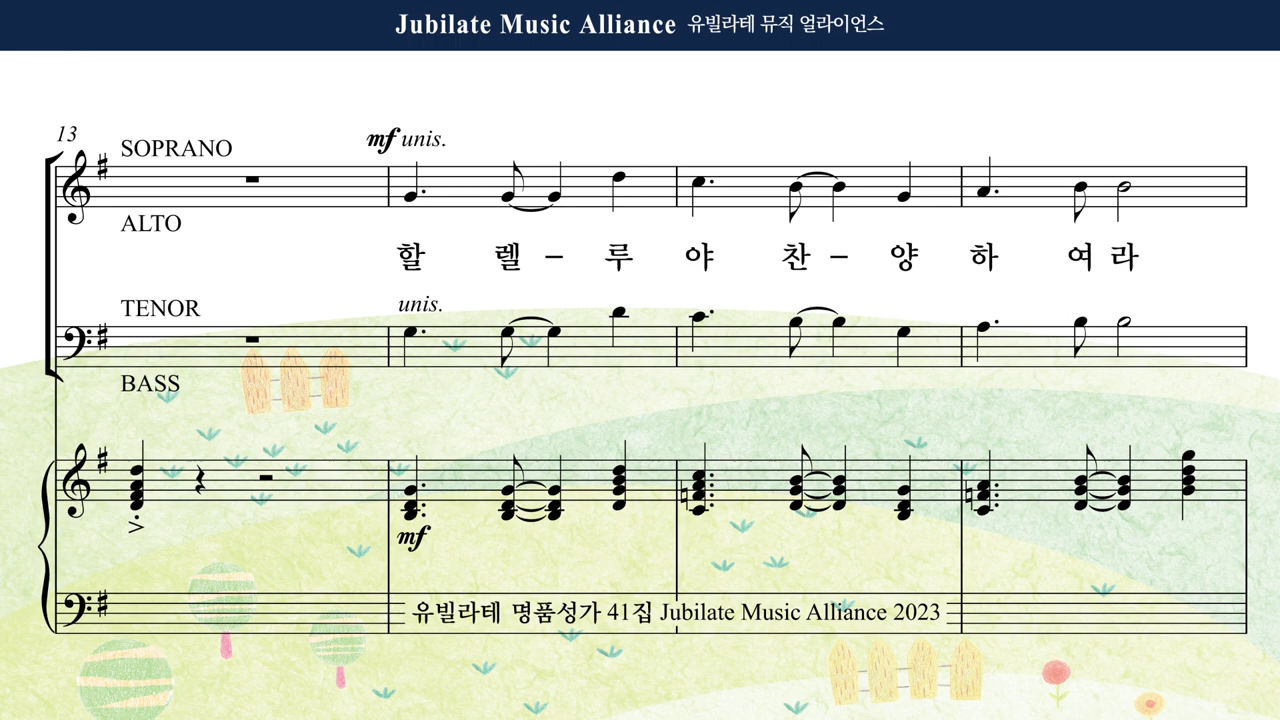 Jubilate Music Alliance 유빌라테 뮤직 얼라이언스
13
SOPRANO
mf unis.
ALTO
할 렐 – 루 야 찬 – 양 하 여 라
TENOR
unis.
BASS
mf
유빌라테 명품성가 41집 Jubilate Music Alliance 2023